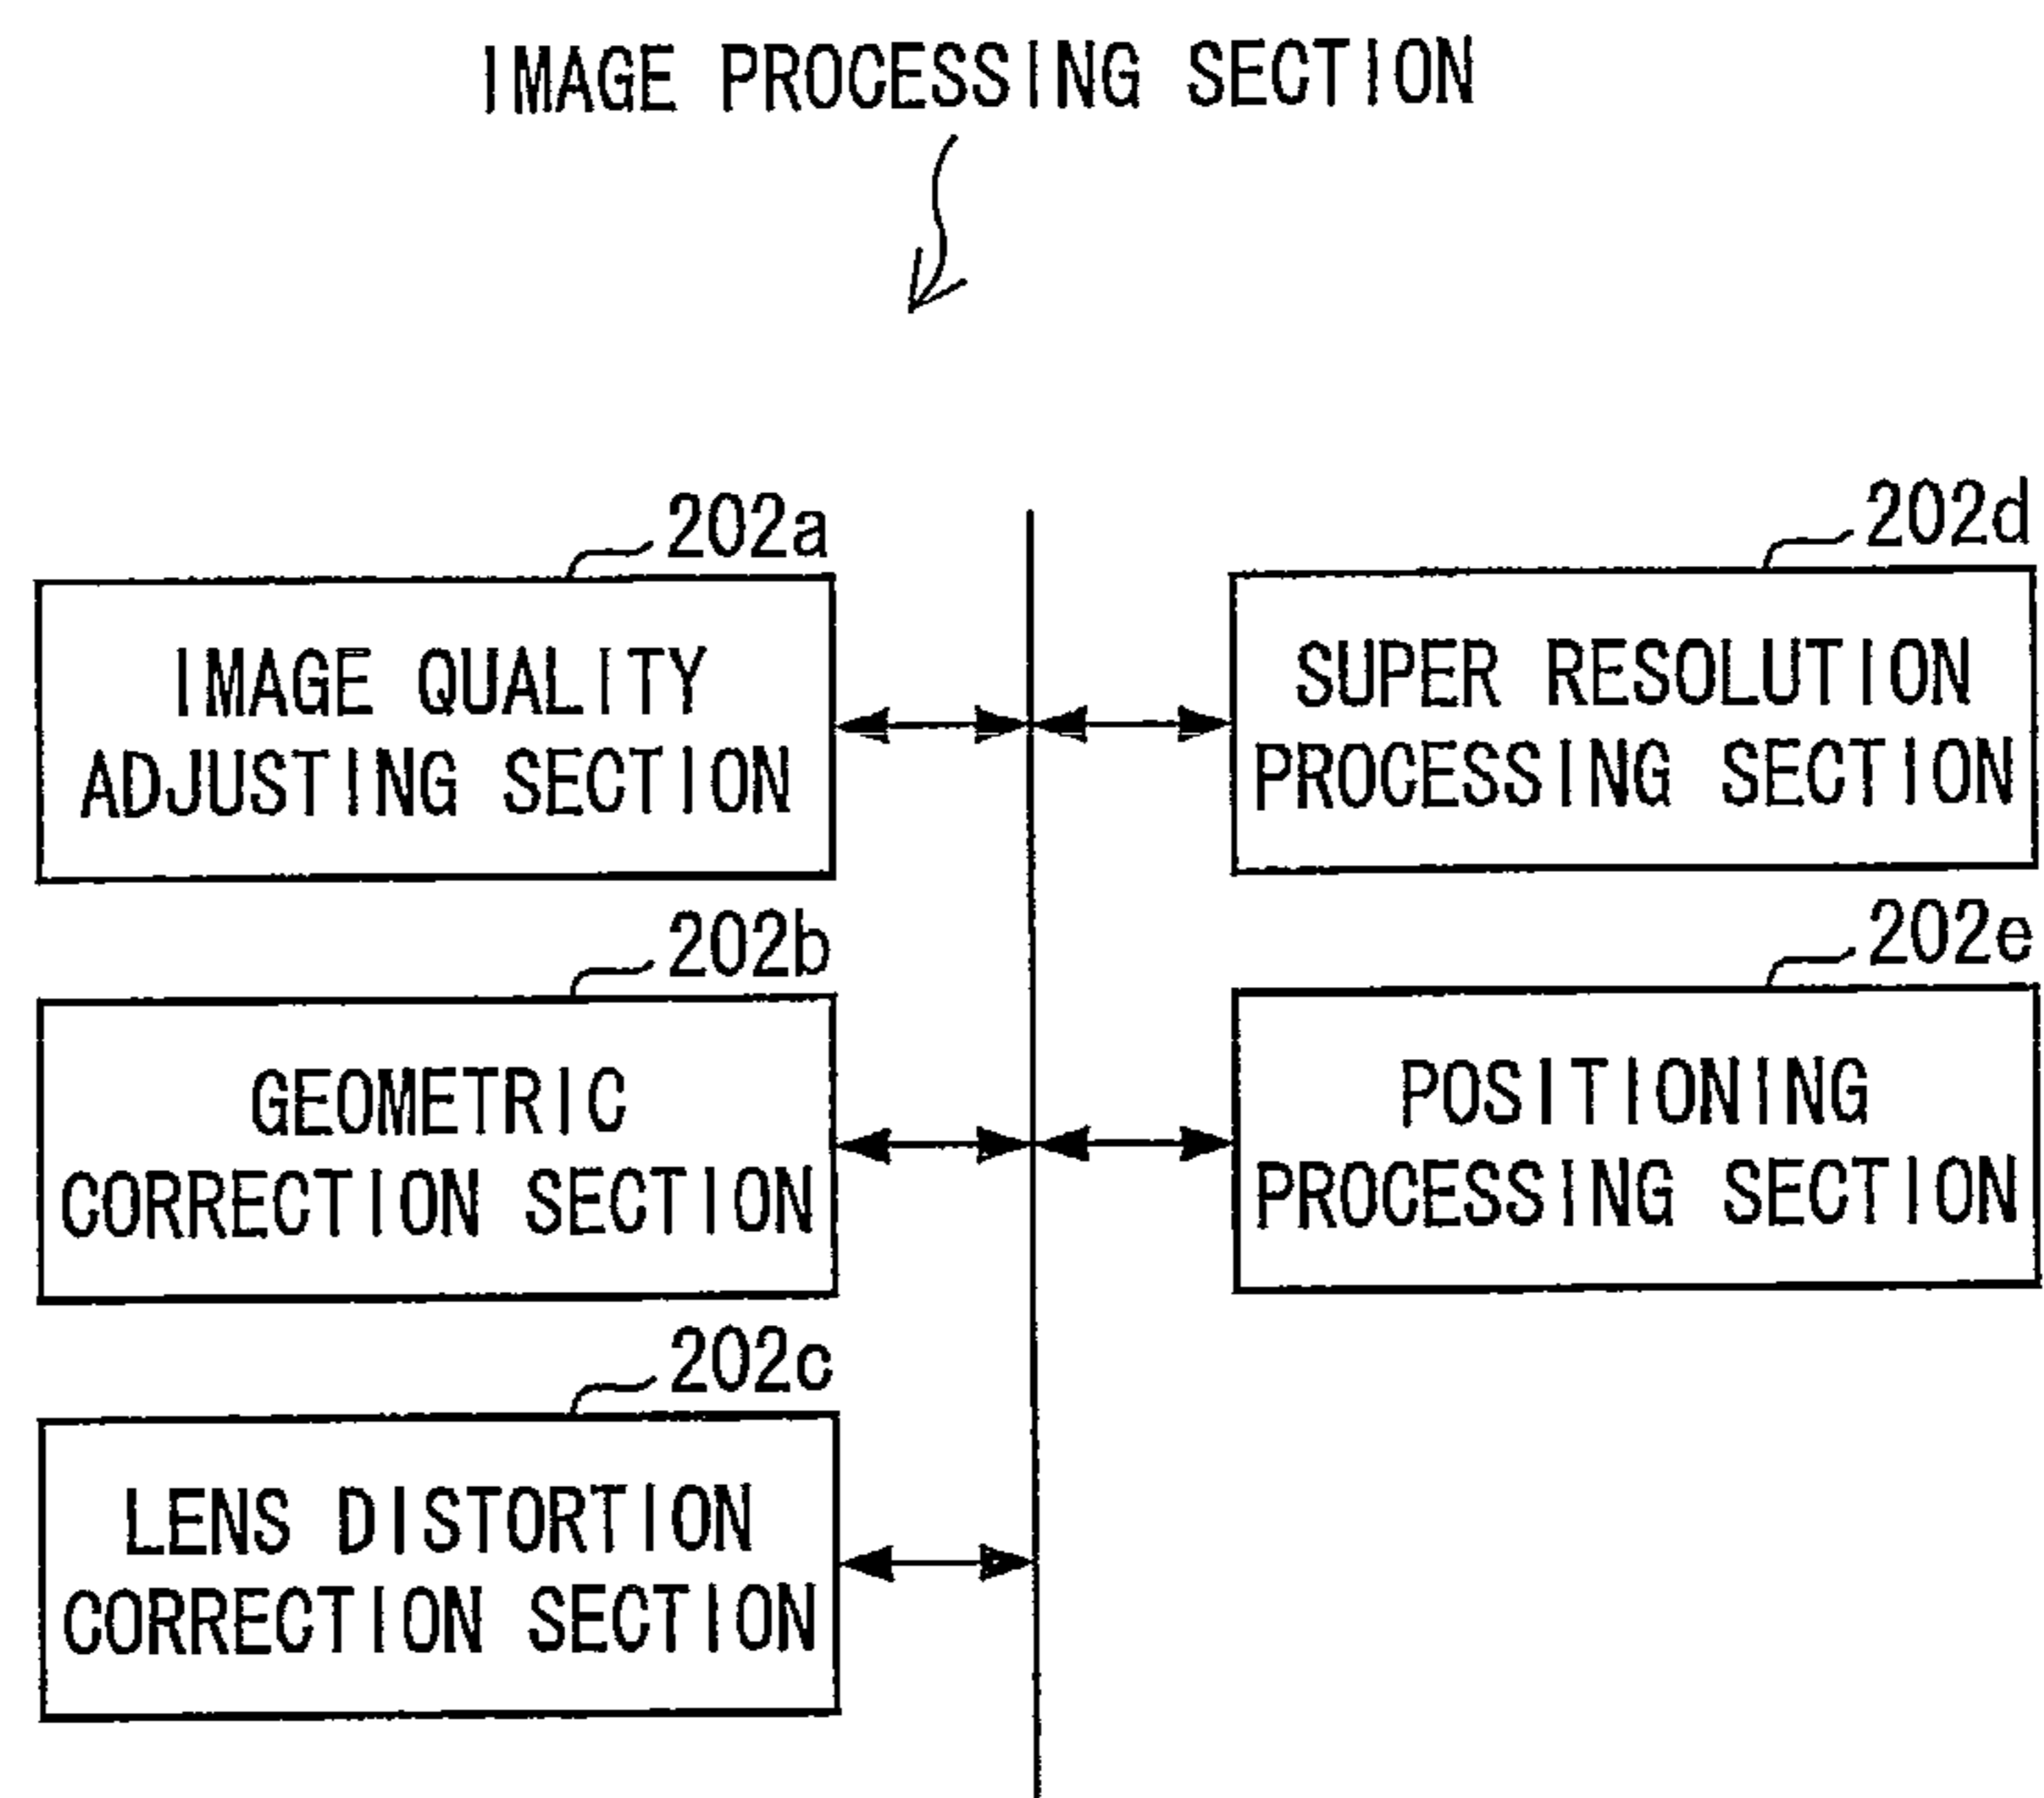 IMAGE PROCESSING SECTION
202a
IMAGE QUALITY
ADJUSTING SECTION
202b
GEOMETRIC
CORRECTION SECTION
202c
LENS DISTORTION
CORRECTION SECTION
202d
SUPER RESOLUTION
PROCESSING SECTION
202e
POSITIONING
PROCESSING SECTION